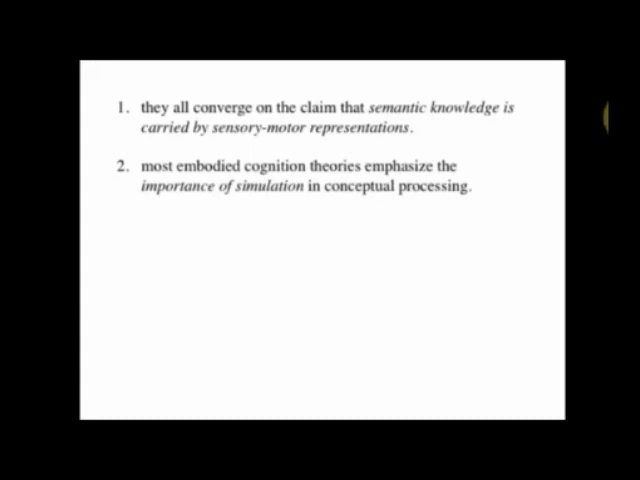 1. they all converge on the claim that semantic knowledge is
carried by sensory-motor representations.
2. most embodied cognition theories emphasize the
importance of simulation in conceptual processing.